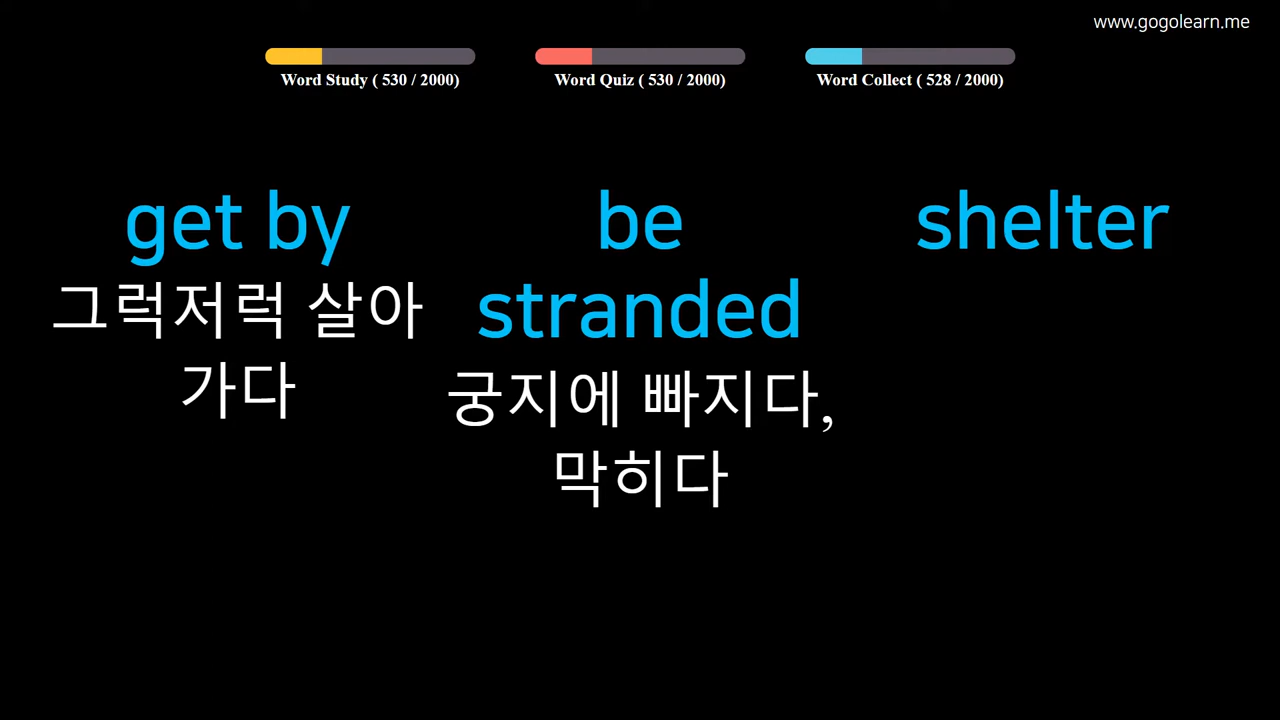 www.gogolearn.me
Word Study ( 530 / 2000)
Word Quiz ( 530 / 2000)
Word Collect ( 528 / 2000)
get by
그럭저럭 살아
가다
be
stranded
궁지에 빠지다,
막히다
shelter